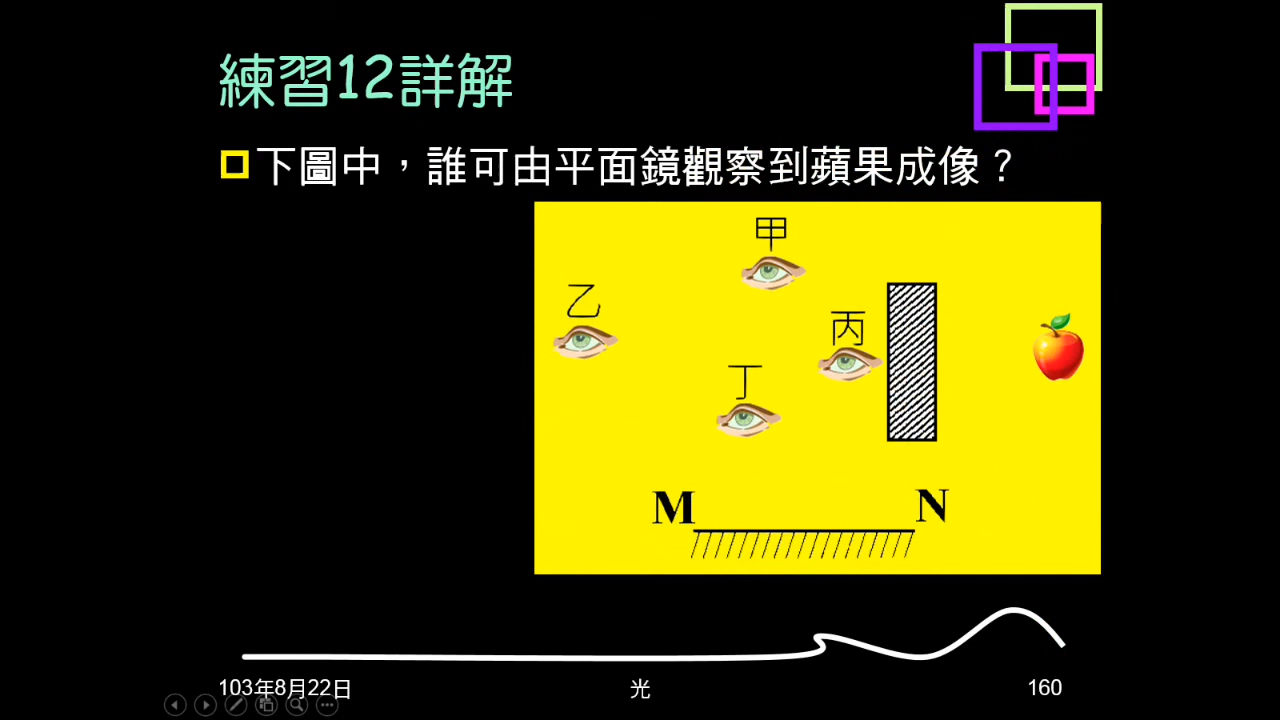 練習12詳解
下圖中，誰可由平面鏡觀察到蘋果成像？
甲
乙
丙
丁
M
N
103年8月22日
光
160